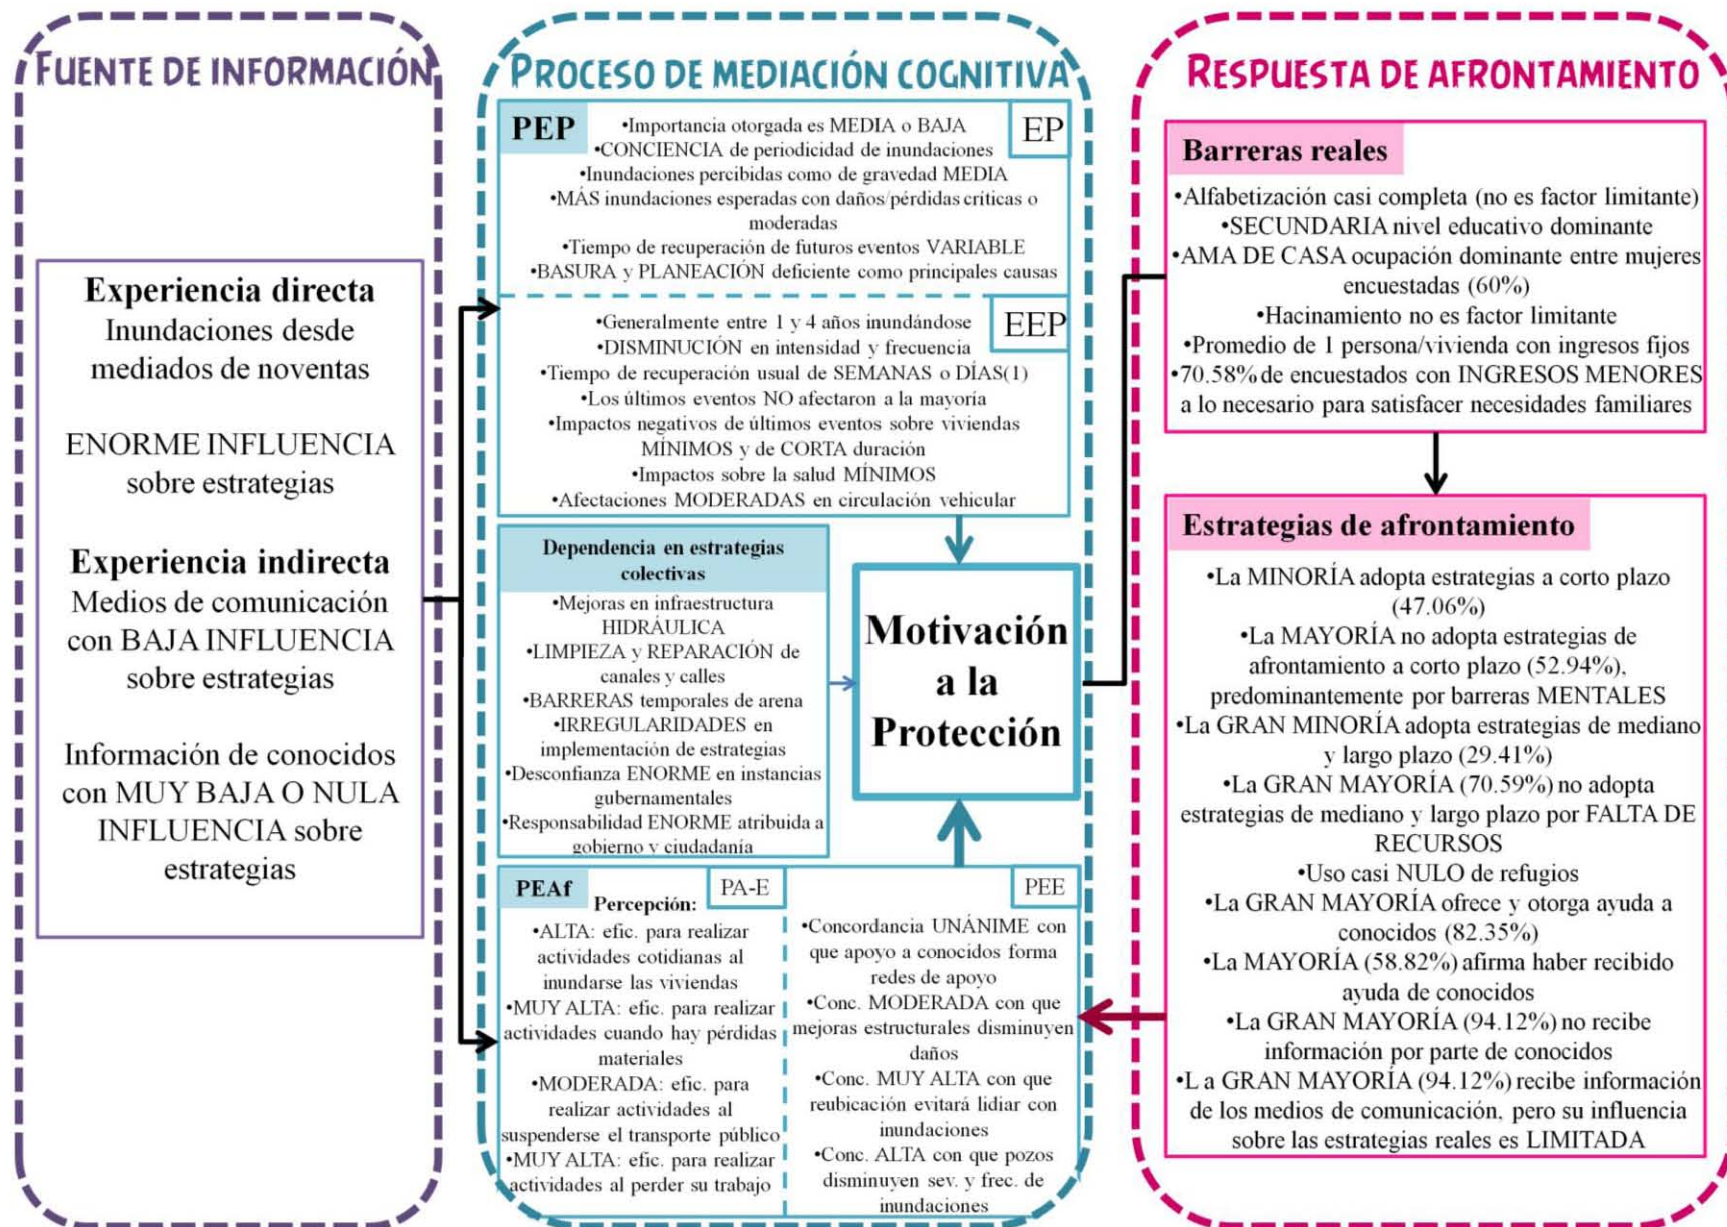 FUENTE DE INFORMACIÓN
Experiencia directa
Inundaciones desde
mediados de noventas
ENORME INFLUENCIA
sobre estrategias
Experiencia indirecta
Medios de comunicación
con BAJA INFLUENCIA
sobre estrategias
Información de conocidos
con MUY BAJA O NULA
INFLUENCIA sobre
estrategias
PROCESO DE MEDIACIÓN COGNITIVA
PEP
EP
•Importancia otorgada es MEDIA o BAJA
•CONCIENCIA de periodicidad de inundaciones
•Inundaciones percibidas como de gravedad MEDIA
•MÁS inundaciones esperadas con daños/pérdidas críticas o
moderadas
•Tiempo de recuperación de futuros eventos VARIABLE
•BASURA y PLANEACIÓN deficiente como principales causas
EEP
•Generalmente entre 1 y 4 años inundándose
•DISMINUCIÓN en intensidad y frecuencia
•Tiempo de recuperación usual de SEMANAS o DÍAS(1)
•Los últimos eventos NO afectaron a la mayoría
•Impactos negativos de últimos eventos sobre viviendas
MÍNIMOS y de CORTA duración
•Impactos sobre la salud MÍNIMOS
•Afectaciones MODERADAS en circulación vehicular
Dependencia en estrategias
colectivas
•Mejoras en infraestructura
HIDRÁULICA
•LIMPIEZA y REPARACIÓN de
canales y calles
•BARRERAS temporales de arena
•IRREGULARIDADES en
implementación de estrategias
•Desconfianza ENORME en instancias
gubernamentales
•Responsabilidad ENORME atribuida a
gobierno y ciudadanía
Motivación
a la
Protección
PEAf
PA-E
Percepción:
•ALTA: efic. para realizar
actividades cotidianas al
inundarse las viviendas
•MUY ALTA: efic. para realizar
actividades cuando hay pérdidas
materiales
•MODERADA: efic. para
realizar actividades al
suspenderse el transporte público
•MUY ALTA: efic. para realizar
actividades al perder su trabajo
PEE
•Concordancia UNÁNIME con
que apoyo a conocidos forma
redes de apoyo
•Conc. MODERADA con que
mejoras estructurales disminuyen
daños
•Conc. MUY ALTA con que
reubicación evitará lidiar con
inundaciones
•Conc. ALTA con que pozos
disminuyen sev. y frec. de
inundaciones
RESPUESTA DE AFRONTAMIENTO
Barreras reales
•Alfabetización casi completa (no es factor limitante)
•SECUNDARIA nivel educativo dominante
•AMA DE CASA ocupación dominante entre mujeres
encuestadas (60%)
•Hacinamiento no es factor limitante
•Promedio de 1 persona/vivienda con ingresos fijos
•70.58% de encuestados con INGRESOS MENORES
a lo necesario para satisfacer necesidades familiares
Estrategias de afrontamiento
•La MINORÍA adopta estrategias a corto plazo
(47.06%)
•La MAYORÍA no adopta estrategias de
afrontamiento a corto plazo (52.94%),
predominantemente por barreras MENTALES
•La GRAN MINORÍA adopta estrategias de mediano
y largo plazo (29.41%)
•La GRAN MAYORÍA (70.59%) no adopta
estrategias de mediano y largo plazo por FALTA DE
RECURSOS
•Uso casi NULO de refugios
•La GRAN MAYORÍA ofrece y otorga ayuda a
conocidos (82.35%)
•La MAYORÍA (58.82%) afirma haber recibido
ayuda de conocidos
•La GRAN MAYORÍA (94.12%) no recibe
información por parte de conocidos
•L a GRAN MAYORÍA (94.12%) recibe información
de los medios de comunicación, pero su influencia
sobre las estrategias reales es LIMITADA